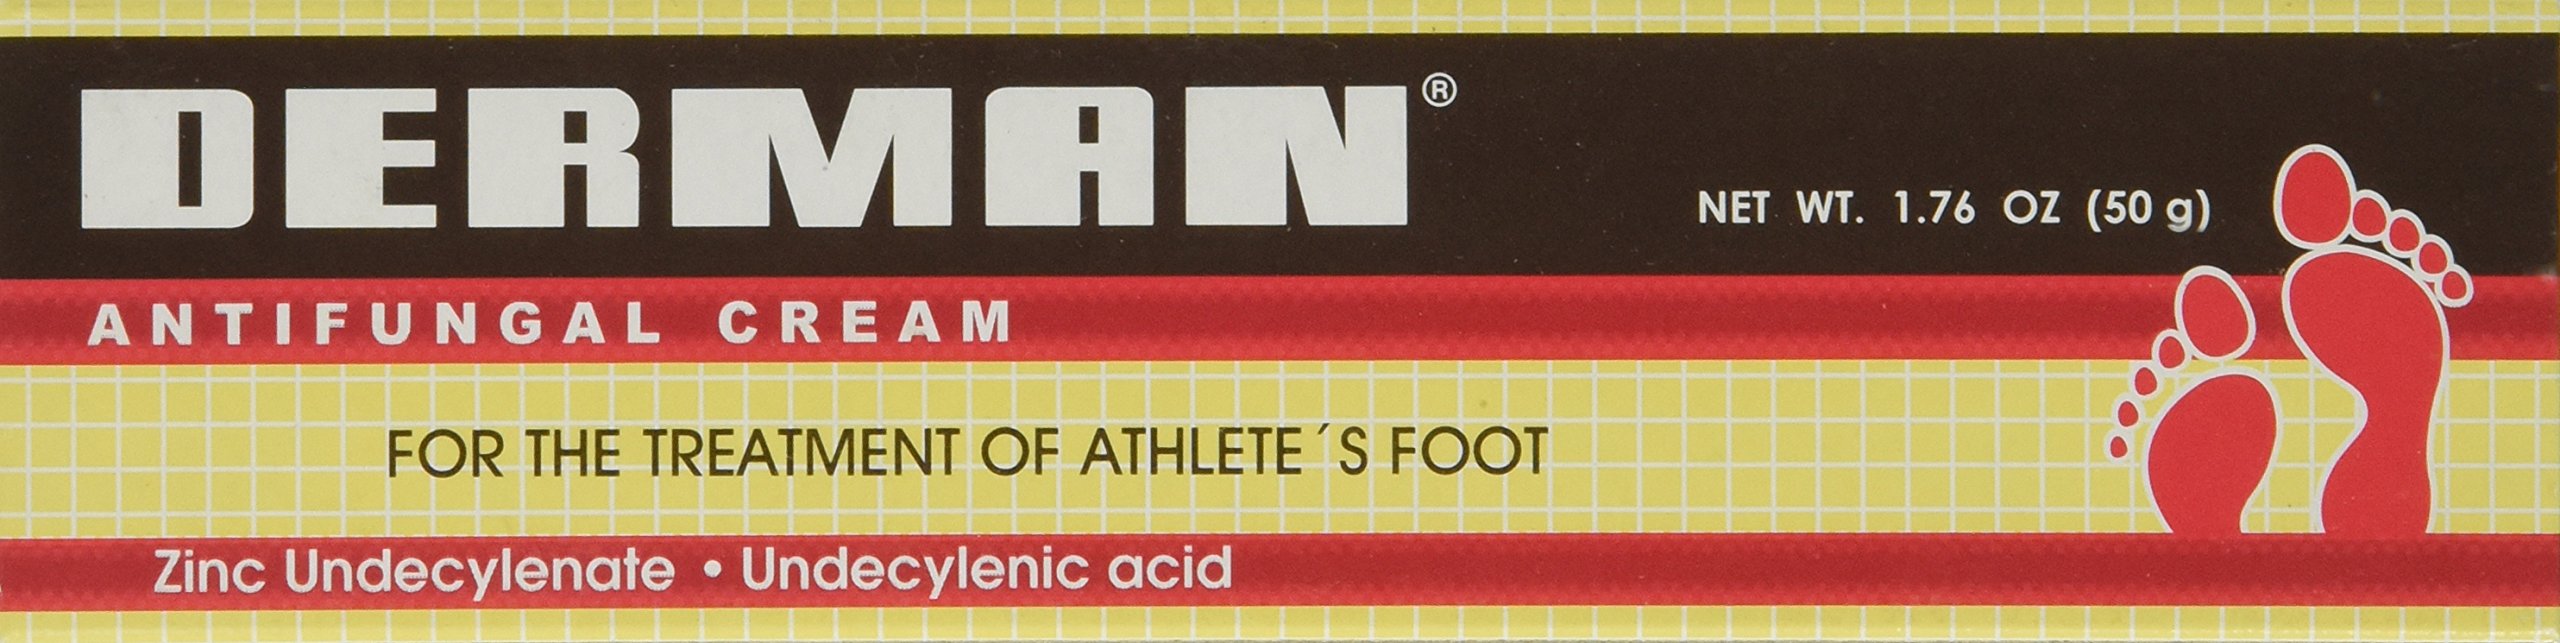 DERMAN®
NET WT. 1.76 OZ (50 g)
ANTIFUNGAL CREAM
FOR THE TREATMENT OF ATHLETE´S FOOT
Zinc Undecylenate • Undecylenic acid